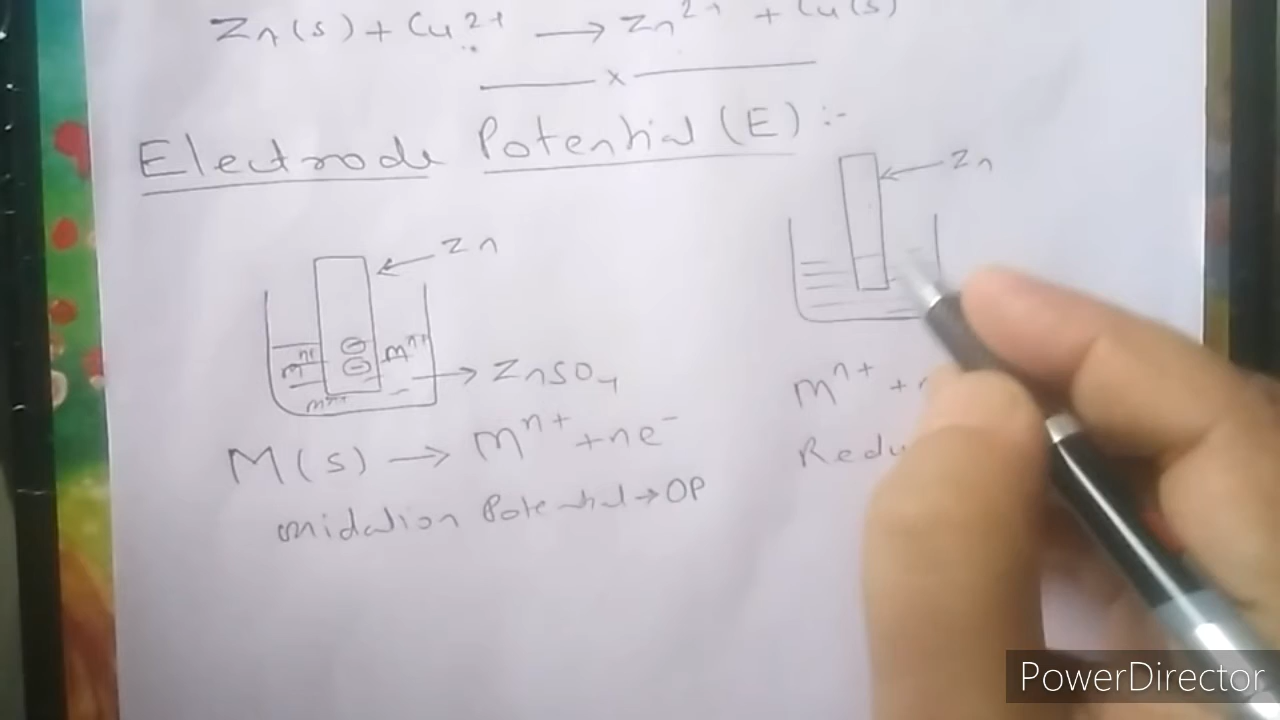 Zn(s) + Cu²⁺ → Zn²⁺ + Cu(s)
x
Electrode Potential (E) :-
Zn
Zn
⊖
mⁿ⁺ ⊖ mⁿ⁺
mⁿ⁺
→ ZnSO₄
M(s) → Mⁿ⁺ + ne⁻
oxidation Potential → OP
mⁿ⁺ +
PowerDirector